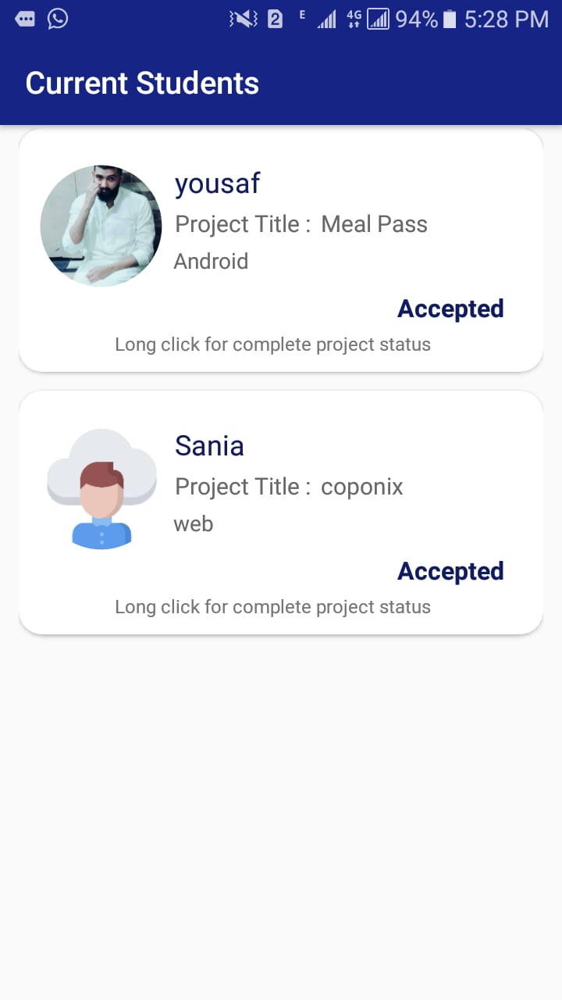 2 E 4G 94% 5:28 PM
Current Students
yousaf
Project Title : Meal Pass
Android
Accepted
Long click for complete project status
Sania
Project Title : coponix
web
Accepted
Long click for complete project status